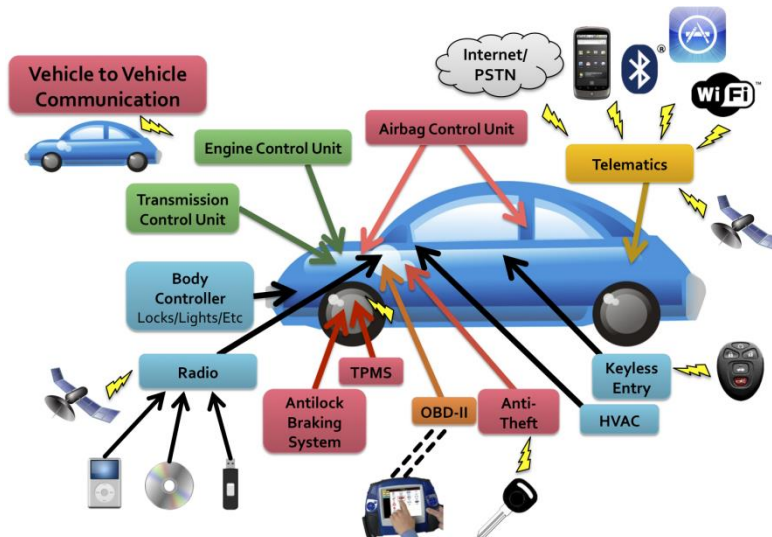 Vehicle to Vehicle
Communication
Internet/
PSTN
®
Wi Fi™
Engine Control Unit
Airbag Control Unit
Telematics
Transmission
Control Unit
Body
Controller
Locks/Lights/Etc
Radio
TPMS
Antilock
Braking
System
OBD-II
Anti-
Theft
Keyless
Entry
HVAC